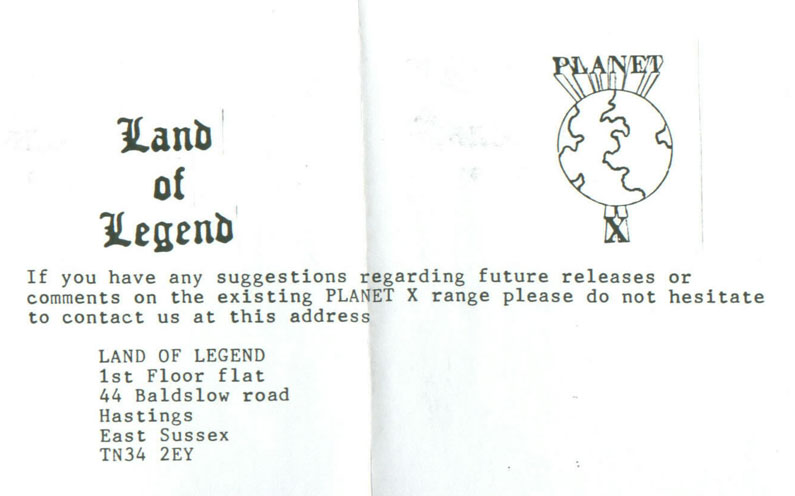 Land
of
Legend
PLANET
X
If you have any suggestions regarding future releases or
comments on the existing PLANET X range please do not hesitate
to contact us at this address
LAND OF LEGEND
1st Floor flat
44 Baldslow road
Hastings
East Sussex
TN34 2EY